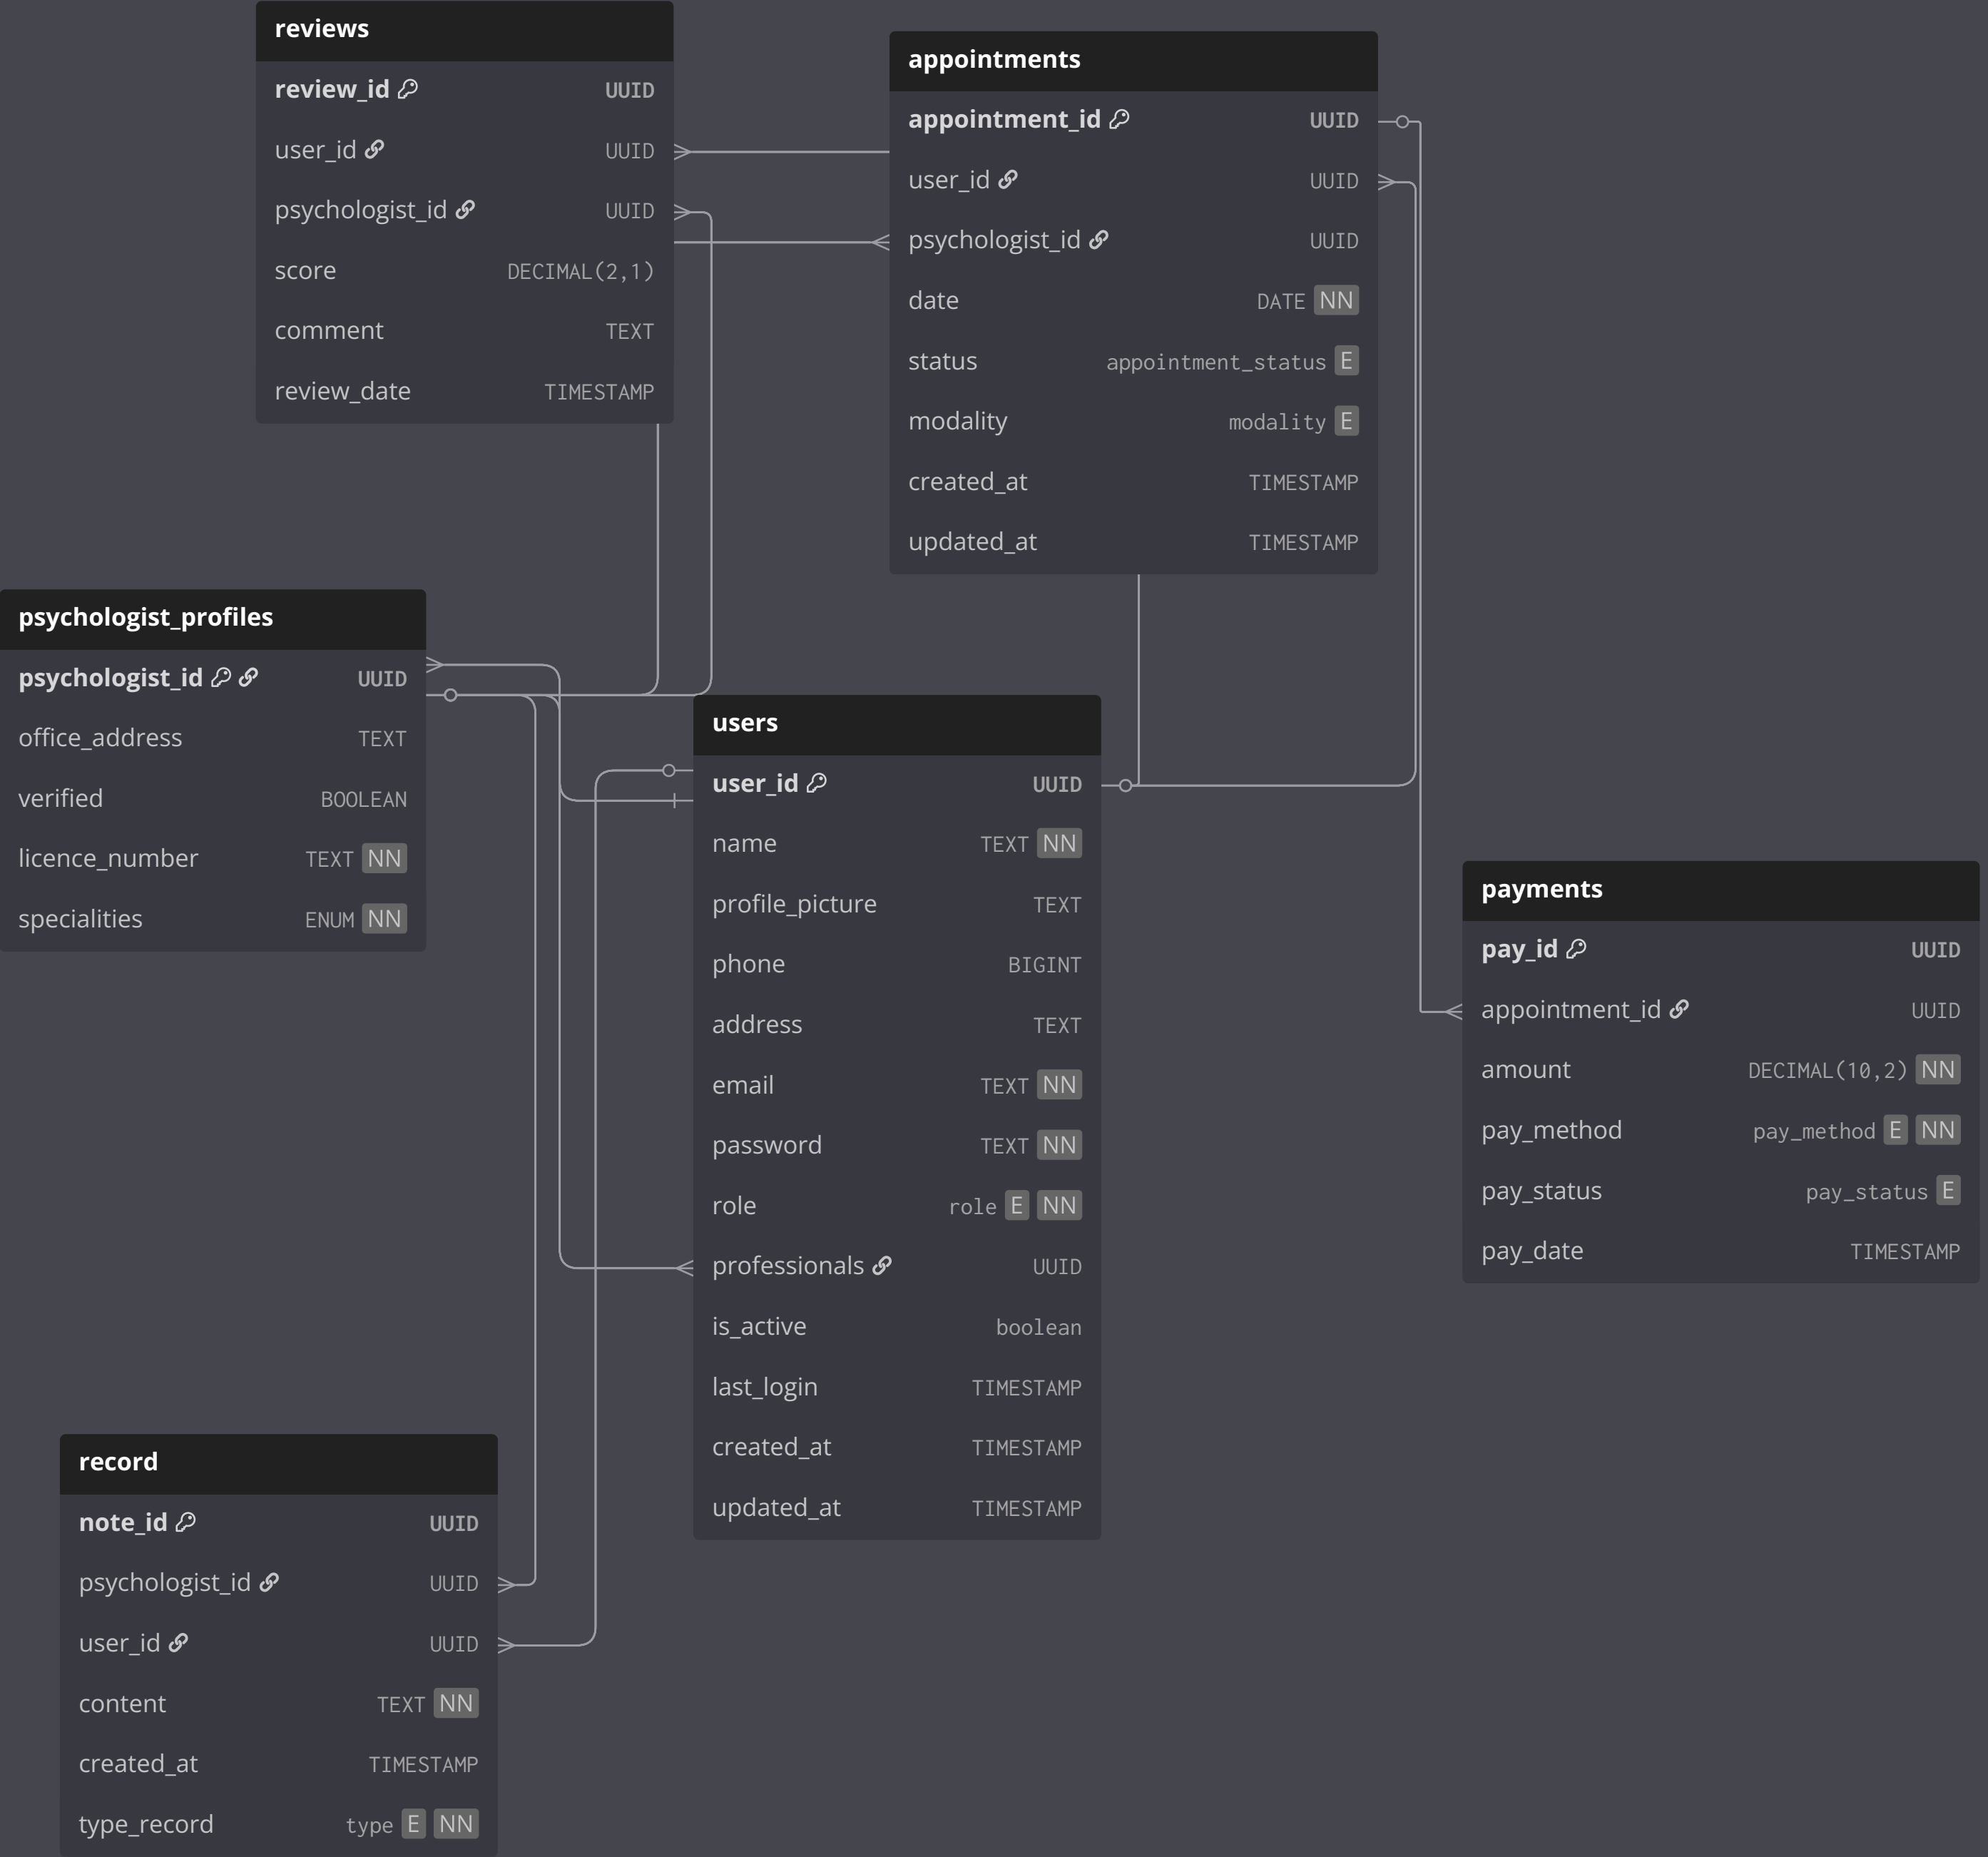 reviews
review_id UUID
user_id UUID
psychologist_id UUID
score DECIMAL(2,1)
comment TEXT
review_date TIMESTAMP
appointments
appointment_id UUID
user_id UUID
psychologist_id UUID
date DATE NN
status appointment_status E
modality modality E
created_at TIMESTAMP
updated_at TIMESTAMP
psychologist_profiles
psychologist_id UUID
office_address TEXT
verified BOOLEAN
licence_number TEXT NN
specialities ENUM NN
users
user_id UUID
name TEXT NN
profile_picture TEXT
phone BIGINT
address TEXT
email TEXT NN
password TEXT NN
role role E NN
professionals UUID
is_active boolean
last_login TIMESTAMP
created_at TIMESTAMP
updated_at TIMESTAMP
payments
pay_id UUID
appointment_id UUID
amount DECIMAL(10,2) NN
pay_method pay_method E NN
pay_status pay_status E
pay_date TIMESTAMP
record
note_id UUID
psychologist_id UUID
user_id UUID
content TEXT NN
created_at TIMESTAMP
type_record type E NN